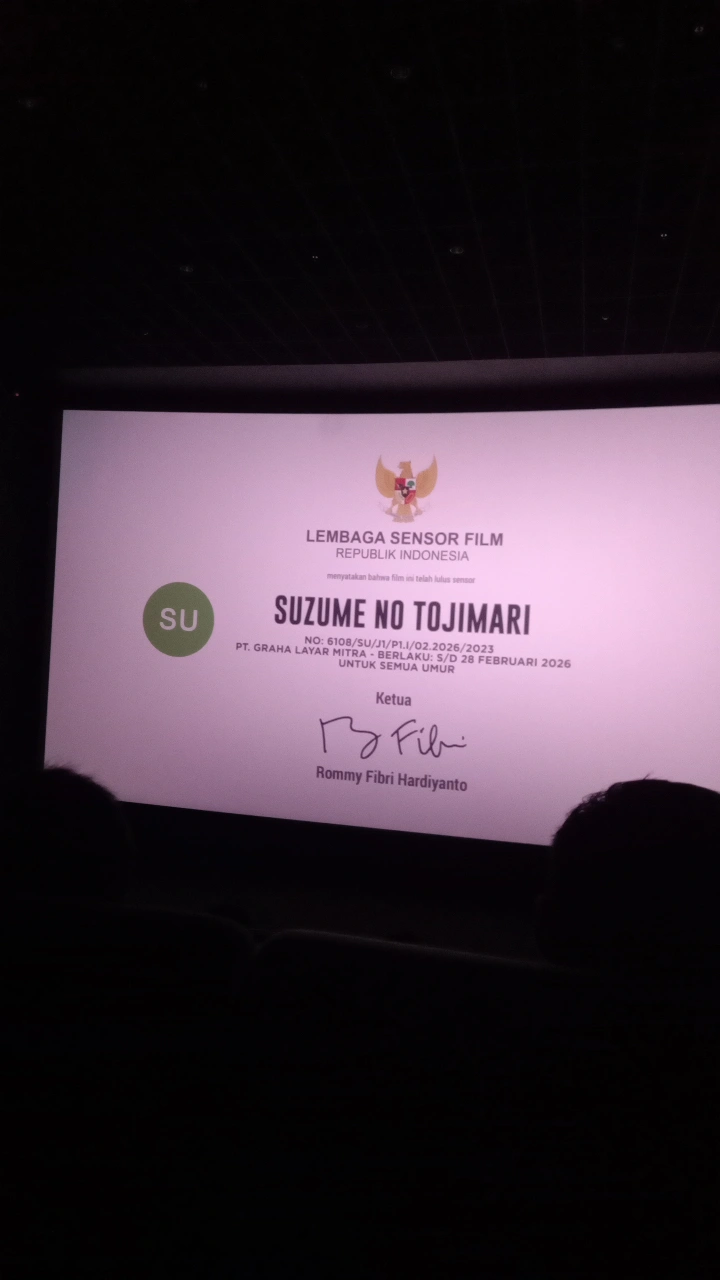 LEMBAGA SENSOR FILM
REPUBLIK INDONESIA
menyatakan bahwa film ini telah lulus sensor
SU
SUZUME NO TOJIMARI
NO: 6108/SU/J1/P1.I/02.2026/2023
PT. GRAHA LAYAR MITRA - BERLAKU: S/D 28 FEBRUARI 2026
UNTUK SEMUA UMUR
Ketua
Rommy Fibri Hardiyanto